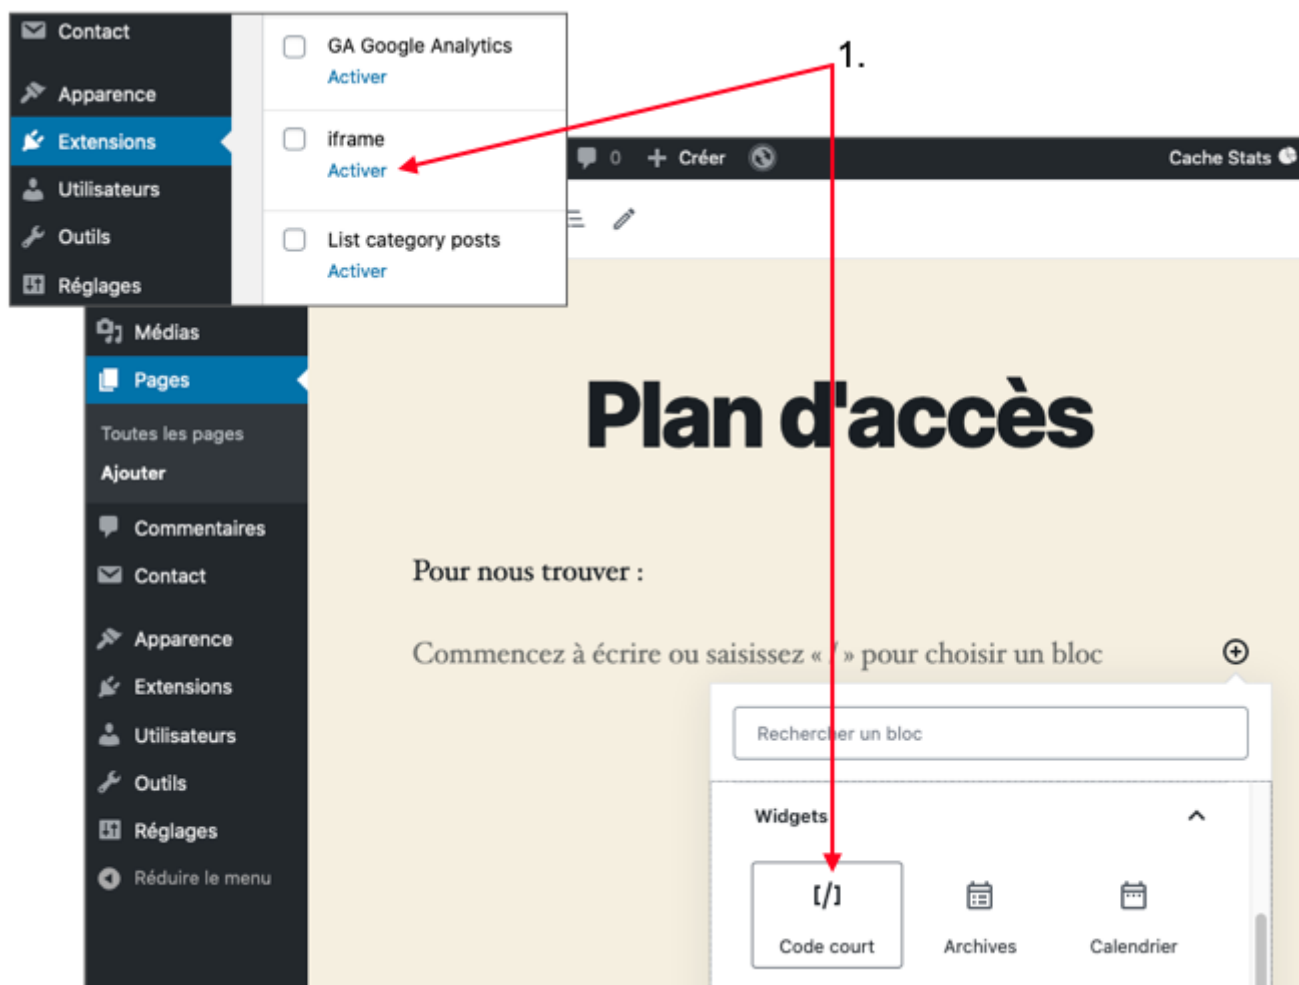 Contact
Apparence
Extensions
Utilisateurs
Outils
Réglages
GA Google Analytics
Activer
iframe
Activer
List category posts
Activer
1.
0 + Créer
Cache Stats
Médias
Pages
Toutes les pages
Ajouter
Commentaires
Contact
Apparence
Extensions
Utilisateurs
Outils
Réglages
Réduire le menu
Plan d'accès
Pour nous trouver :
Commencez à écrire ou saisissez « / » pour choisir un bloc
Rechercher un bloc
Widgets
[/]
Code court
Archives
Calendrier